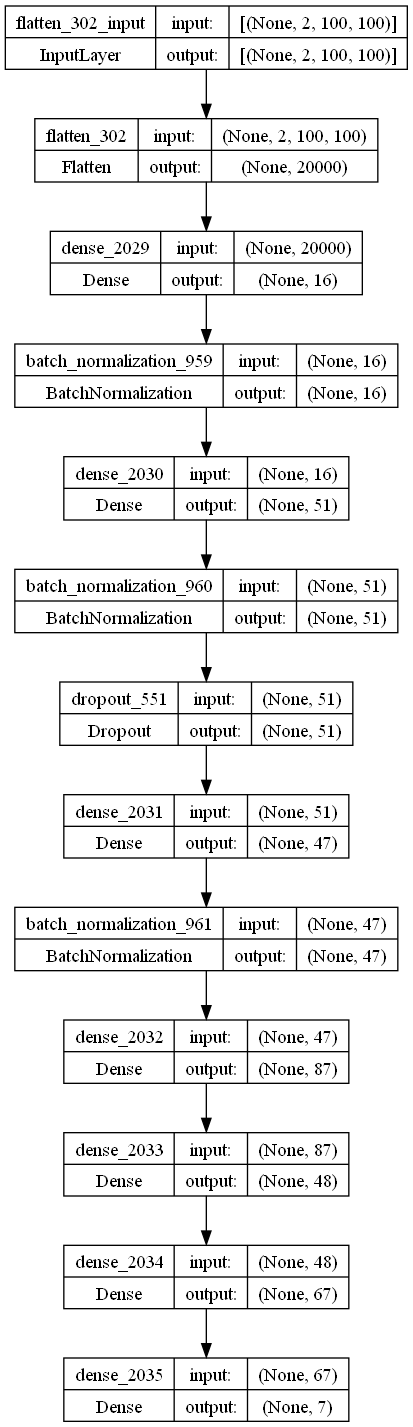 flatten_302_input input: [(None, 2, 100, 100)]
InputLayer output: [(None, 2, 100, 100)]
flatten_302 input: (None, 2, 100, 100)
Flatten output: (None, 20000)
dense_2029 input: (None, 20000)
Dense output: (None, 16)
batch_normalization_959 input: (None, 16)
BatchNormalization output: (None, 16)
dense_2030 input: (None, 16)
Dense output: (None, 51)
batch_normalization_960 input: (None, 51)
BatchNormalization output: (None, 51)
dropout_551 input: (None, 51)
Dropout output: (None, 51)
dense_2031 input: (None, 51)
Dense output: (None, 47)
batch_normalization_961 input: (None, 47)
BatchNormalization output: (None, 47)
dense_2032 input: (None, 47)
Dense output: (None, 87)
dense_2033 input: (None, 87)
Dense output: (None, 48)
dense_2034 input: (None, 48)
Dense output: (None, 67)
dense_2035 input: (None, 67)
Dense output: (None, 7)